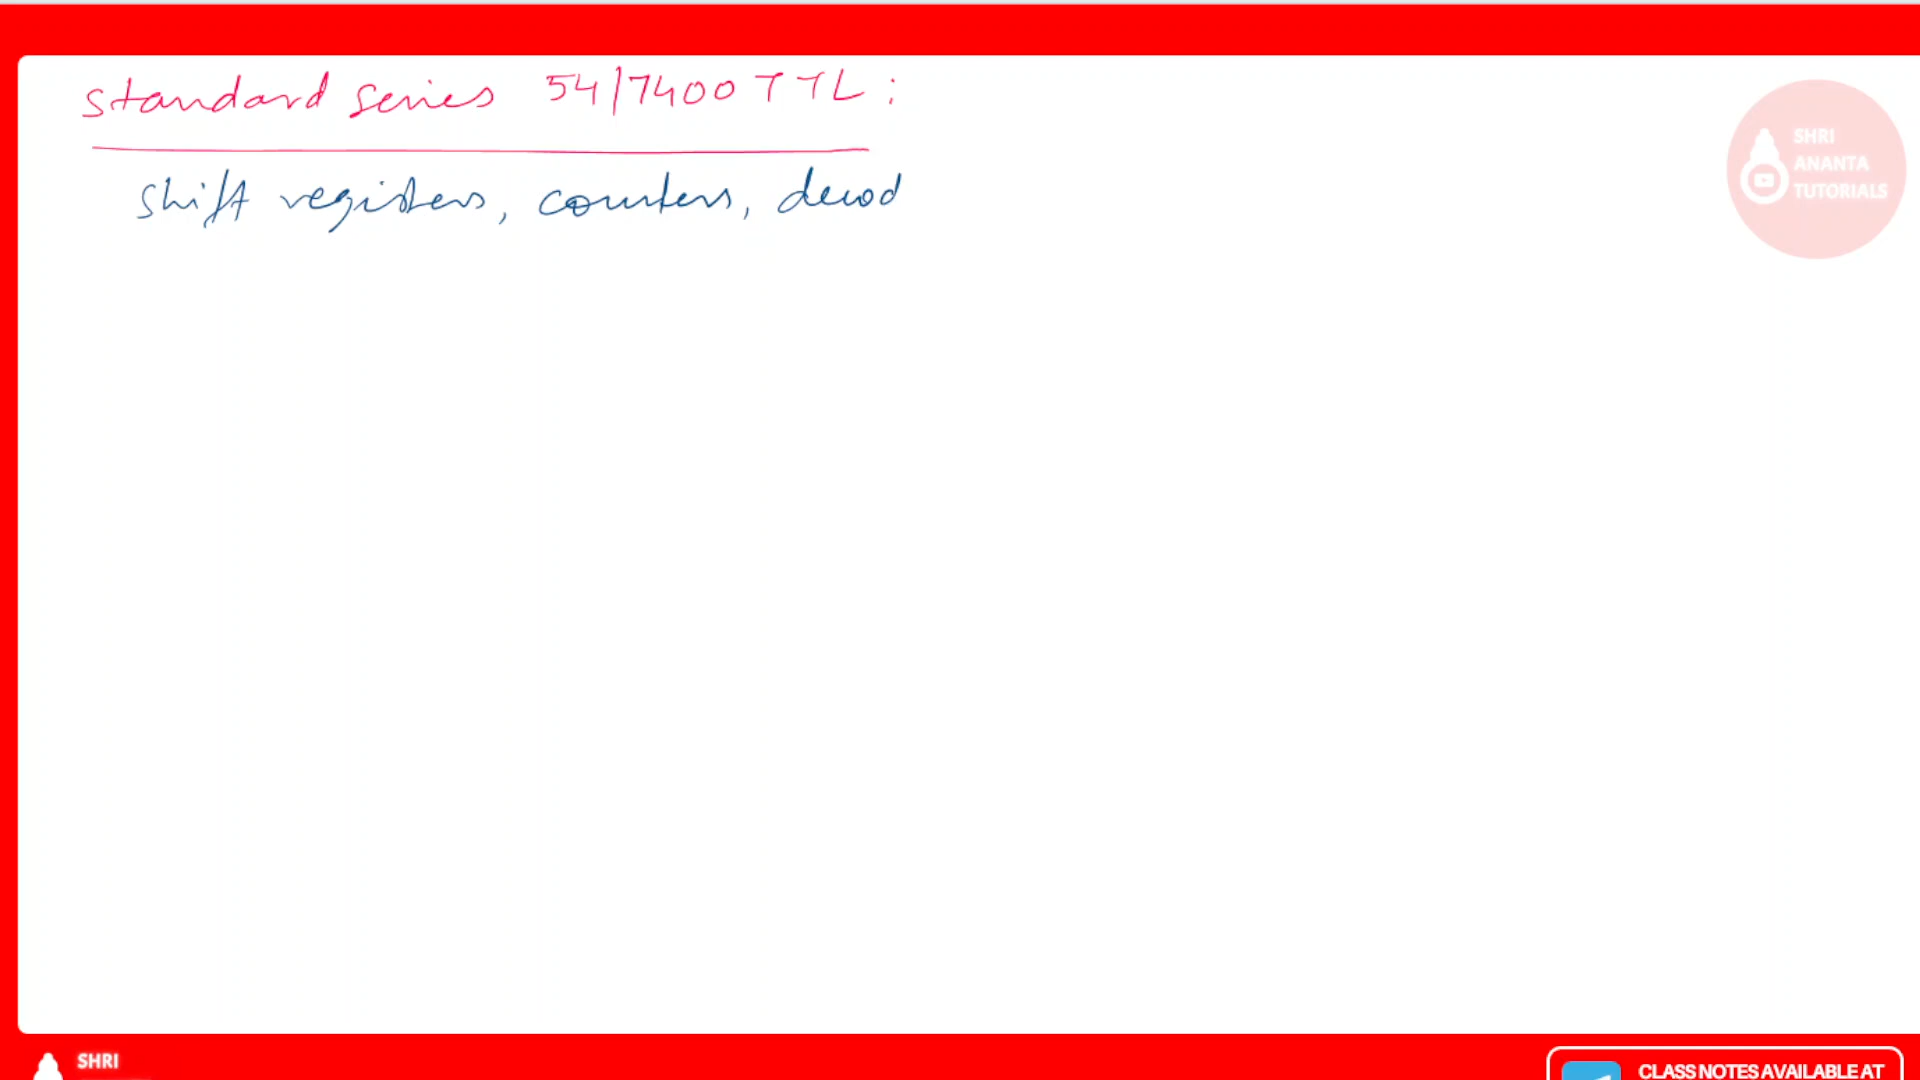 standard series 54/7400 TTL :
shift registers, counters, decod
SHRI
ANANTA
TUTORIALS
SHRI
CLASS NOTES AVAILABLE AT